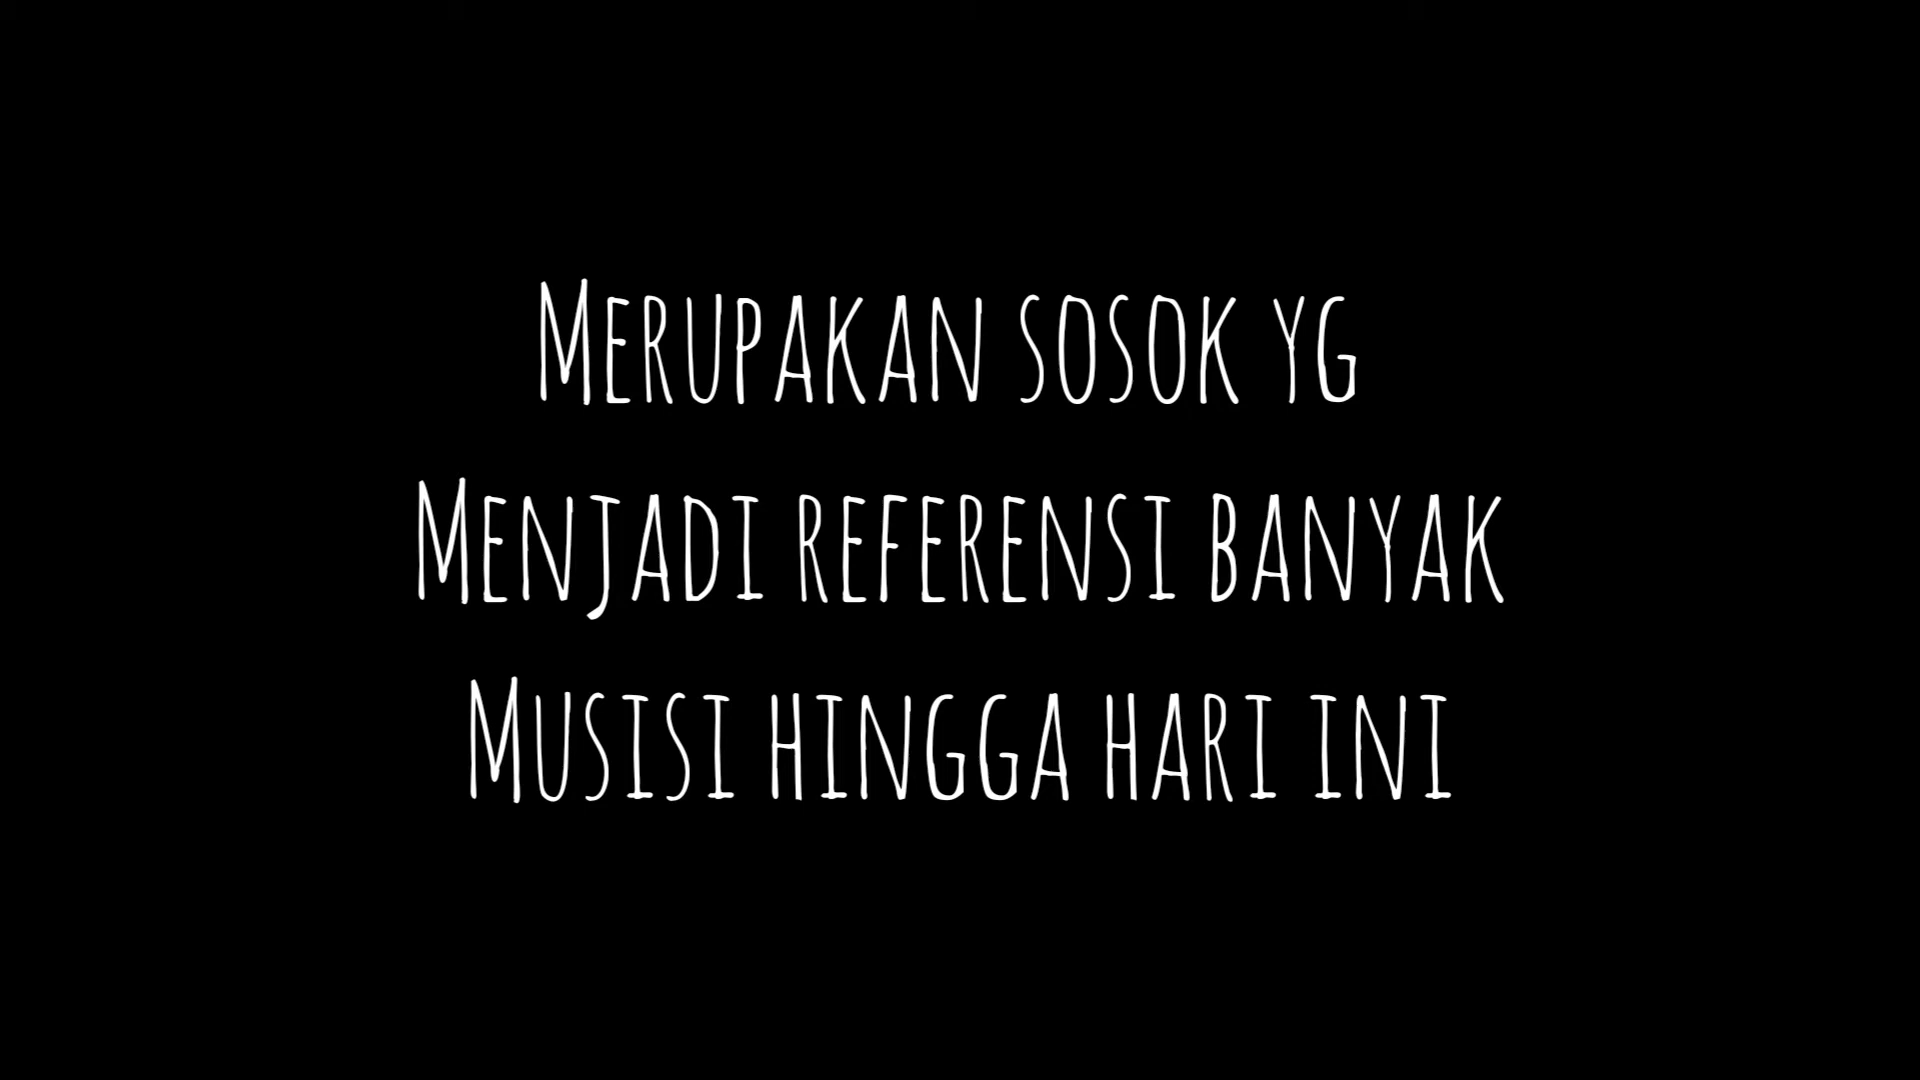 Merupakan sosok yg
Menjadi referensi banyak
Musisi hingga hari ini